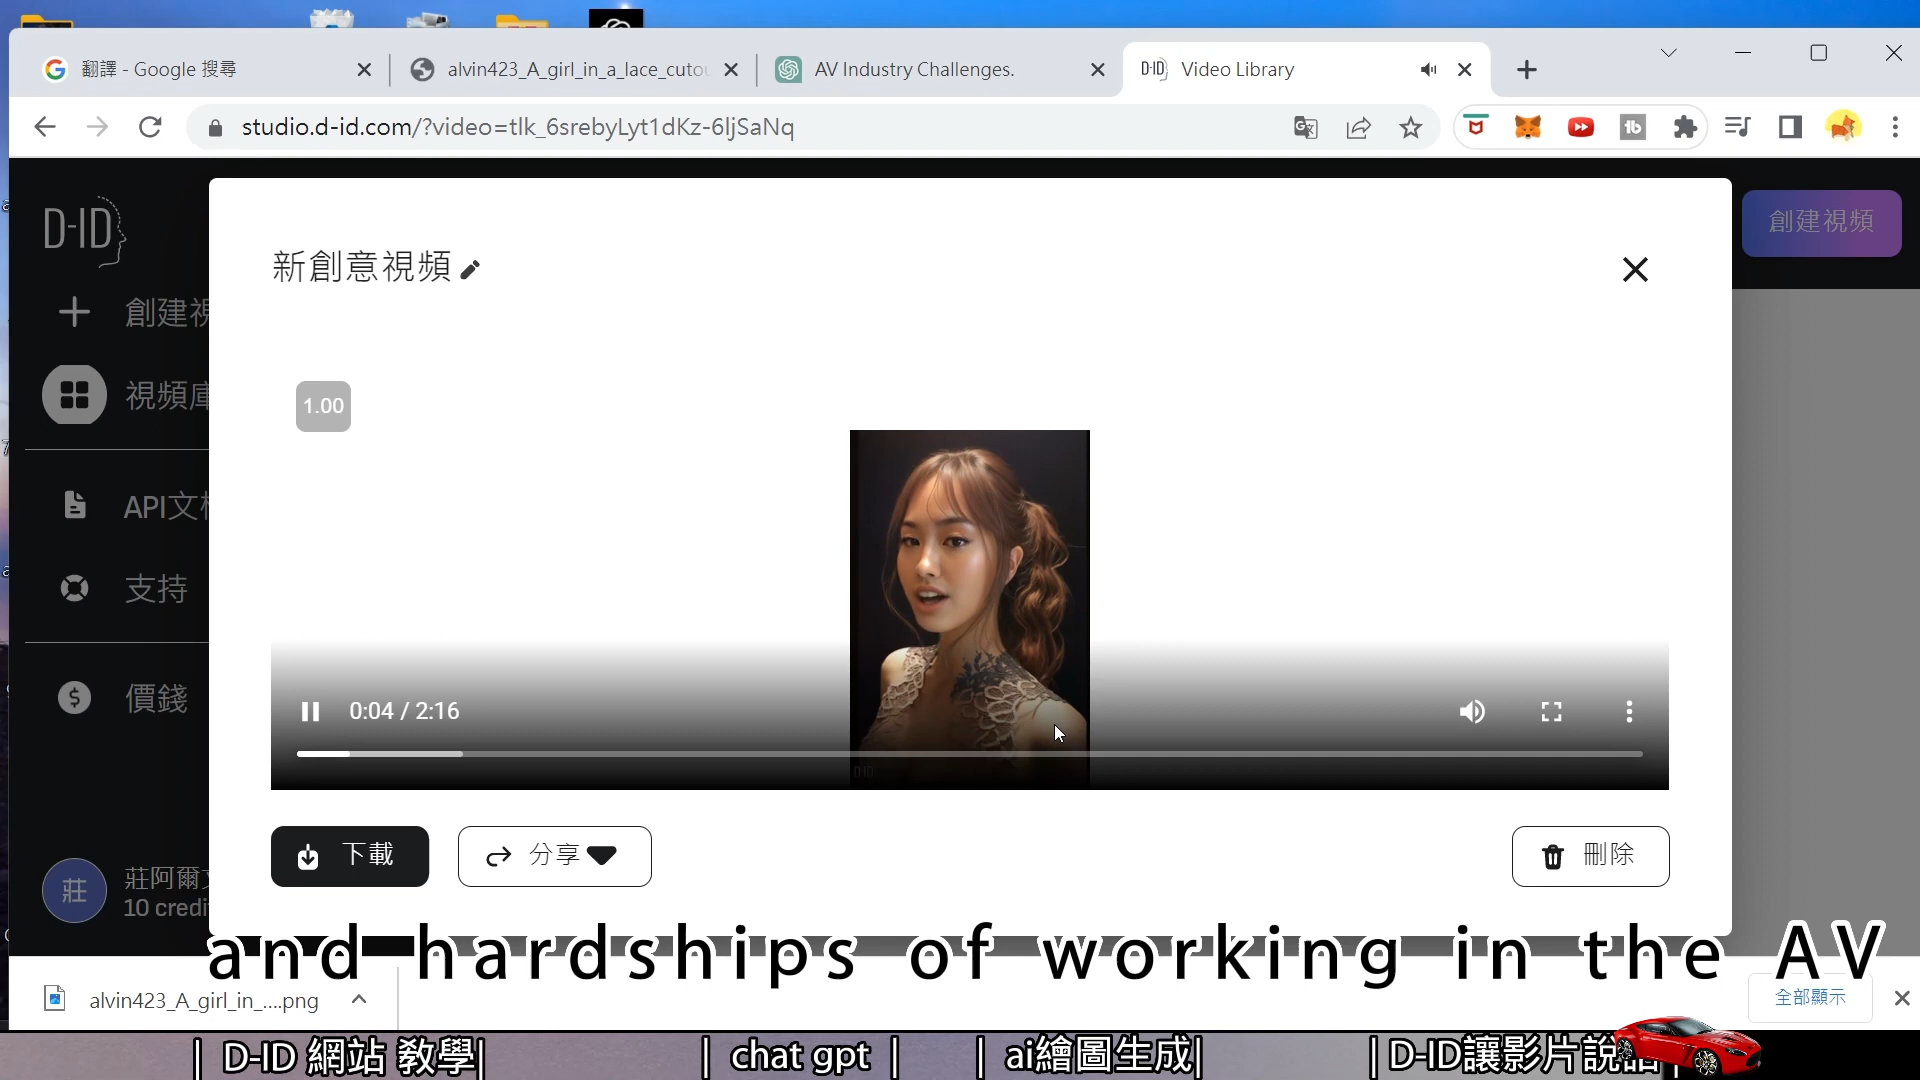 翻譯 - Google 搜尋
alvin423_A_girl_in_a_lace_cuto
AV Industry Challenges.
D-ID Video Library
studio.d-id.com/?video=tlk_6srebyLyt1dKz-6ljSaNq
D-ID
創建視頻
新創意視頻
創建視
1.00
視頻庫
API文
支持
0:04 / 2:16
價錢
D-ID
下載
分享
刪除
莊
莊阿爾
10 credi
and hardships of working in the AV
alvin423_A_girl_in_....png
全部顯示
| D-ID 網站 教學|
| chat gpt |
| ai繪圖生成|
|D-ID讓影片說話 |